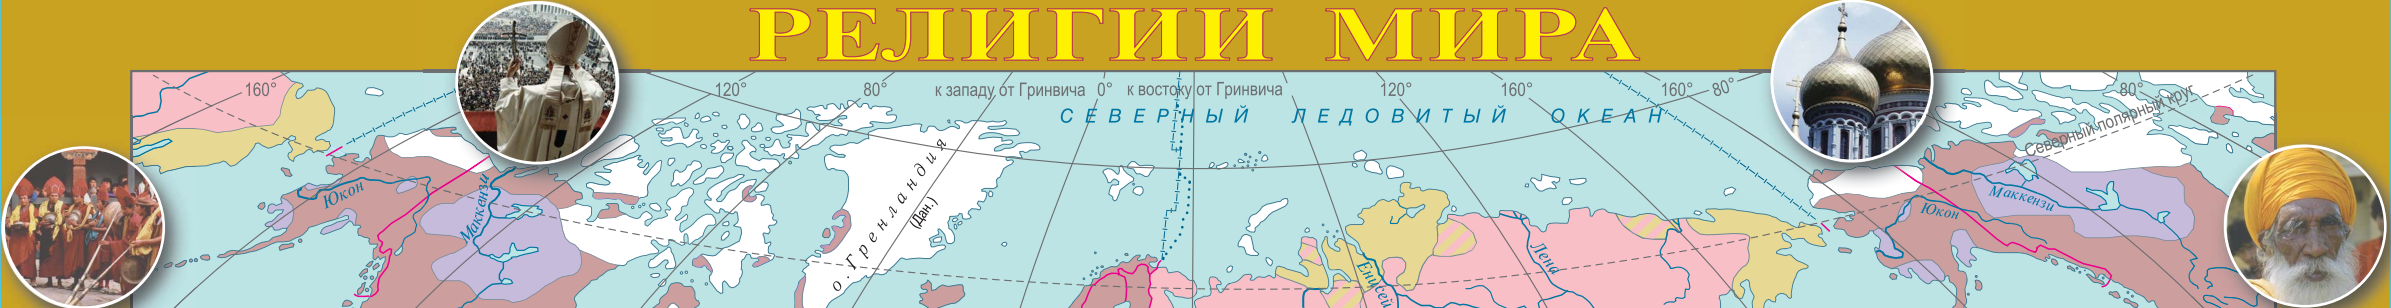 РЕЛИГИИ МИРА
160°
120°
80°
к западу от Гринвича
0°
к востоку от Гринвича
120°
160°
160°
80°
80°
СЕВЕРНЫЙ ЛЕДОВИТЫЙ ОКЕАН
Северный полярный круг
Юкон
Маккензи
о. Гренландия
(Дан.)
Енисей
Лена
Юкон
Маккензи